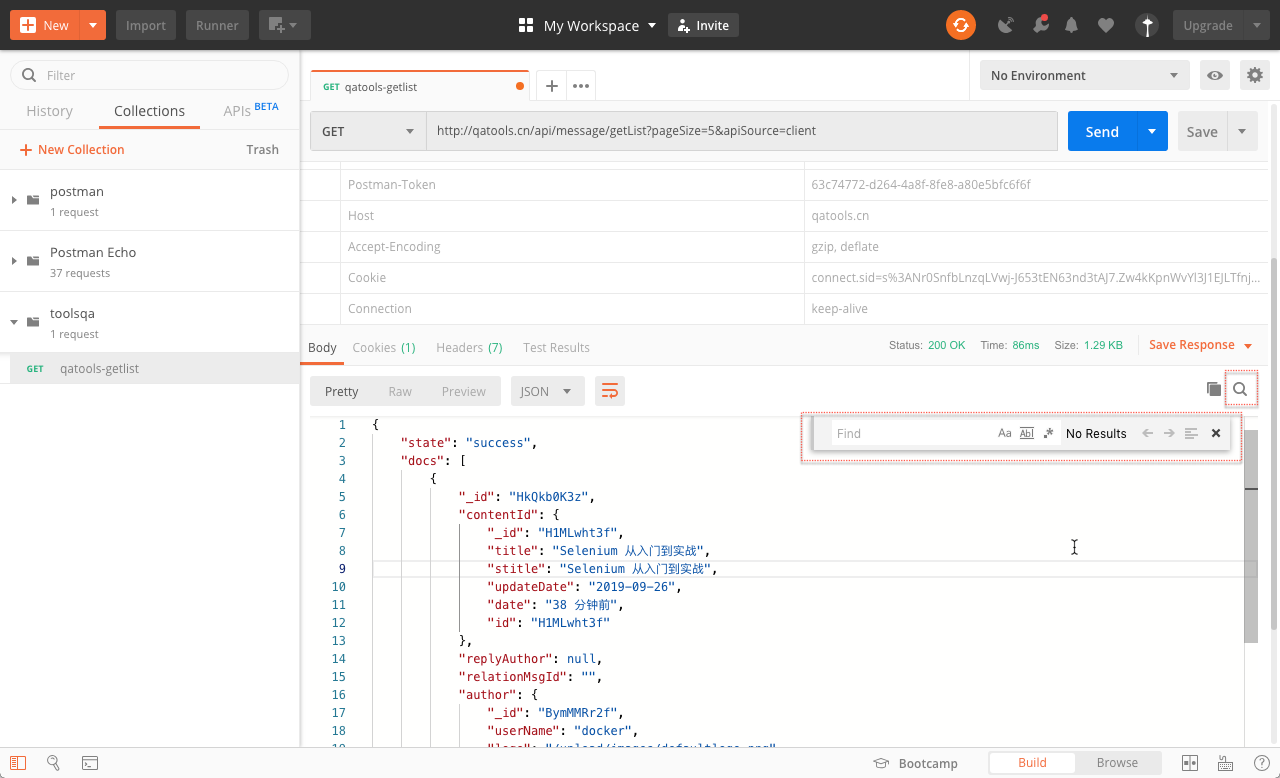 New Import Runner My Workspace Invite Upgrade
Filter
History Collections APIs BETA
New Collection Trash
postman
1 request
Postman Echo
37 requests
toolsqa
1 request
GET qatools-getlist
GET qatools-getlist
No Environment
GET http://qatools.cn/api/message/getList?pageSize=5&apiSource=client Send Save
Postman-Token 63c74772-d264-4a8f-8fe8-a80e5bfc6f6f
Host qatools.cn
Accept-Encoding gzip, deflate
Cookie connect.sid=s%3ANr0SnfbLnzqLVwj-J653tEN63nd3tAJ7.Zw4kKpnWvYl3J1EJLTfnj...
Connection keep-alive
Body Cookies (1) Headers (7) Test Results Status: 200 OK Time: 86ms Size: 1.29 KB Save Response
Pretty Raw Preview JSON
Find Aa Abl .* No Results
1 {
2 "state": "success",
3 "docs": [
4 {
5 "_id": "HkQkb0K3z",
6 "contentId": {
7 "_id": "H1MLwht3f",
8 "title": "Selenium 从入门到实战",
9 "stitle": "Selenium 从入门到实战",
10 "updateDate": "2019-09-26",
11 "date": "38 分钟前",
12 "id": "H1MLwht3f"
13 },
14 "replyAuthor": null,
15 "relationMsgId": "",
16 "author": {
17 "_id": "BymMMRr2f",
18 "userName": "docker",
Bootcamp Build Browse